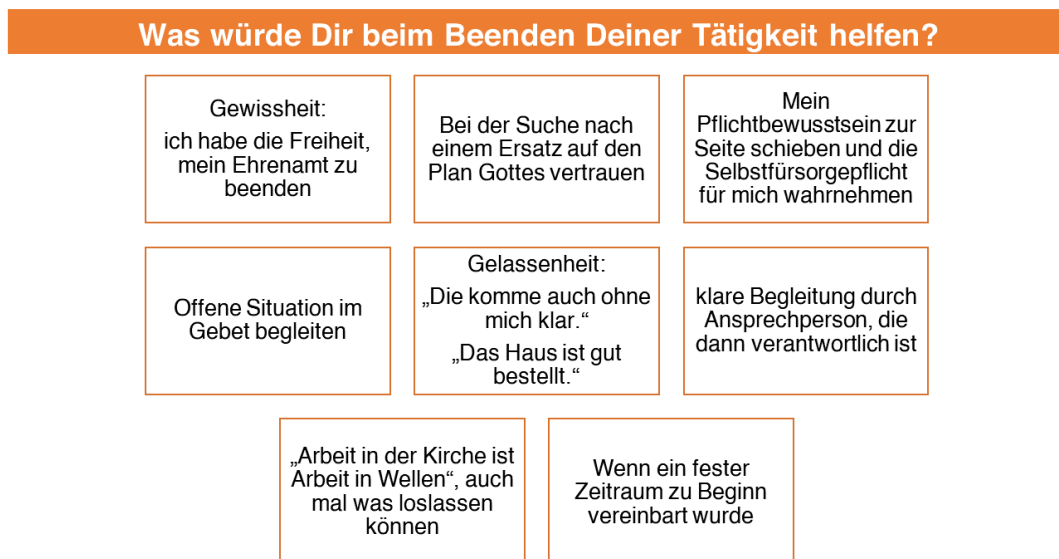 Was würde Dir beim Beenden Deiner Tätigkeit helfen?
Gewissheit:
ich habe die Freiheit,
mein Ehrenamt zu
beenden
Bei der Suche nach
einem Ersatz auf den
Plan Gottes vertrauen
Mein
Pflichtbewusstsein zur
Seite schieben und die
Selbstfürsorgepflicht
für mich wahrnehmen
Offene Situation im
Gebet begleiten
Gelassenheit:
„Die komme auch ohne
mich klar.“
„Das Haus ist gut
bestellt.“
klare Begleitung durch
Ansprechperson, die
dann verantwortlich ist
„Arbeit in der Kirche ist
Arbeit in Wellen“, auch
mal was loslassen
können
Wenn ein fester
Zeitraum zu Beginn
vereinbart wurde